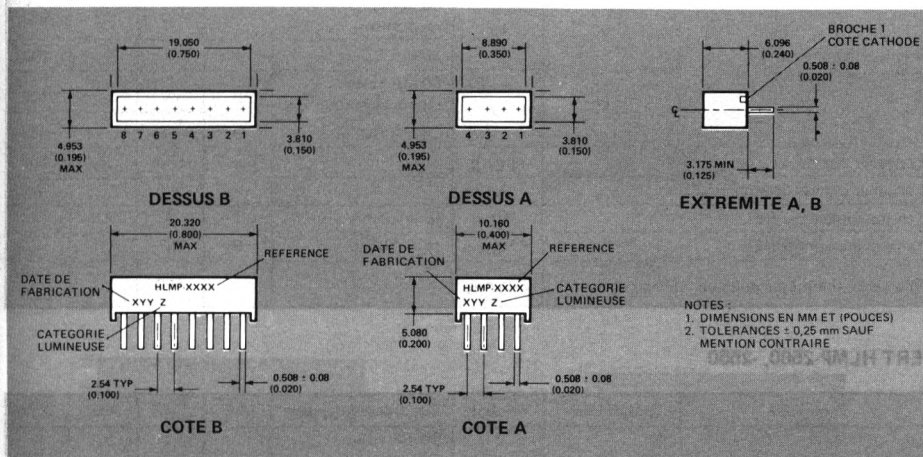 19.050
(0.750)
4.953
(0.195)
MAX
8 7 6 5 4 3 2 1
3.810
(0.150)
DESSUS B
8.890
(0.350)
4.953
(0.195)
MAX
4 3 2 1
3.810
(0.150)
DESSUS A
BROCHE 1
COTE CATHODE
6.096
(0.240)
0.508 ± 0.08
(0.020)
℄
3.175 MIN
(0.125)
EXTREMITE A, B
20.320
(0.800)
MAX
REFERENCE
DATE DE
FABRICATION
HLMP-XXXX
XYY Z
CATEGORIE
LUMINEUSE
2.54 TYP
(0.100)
0.508 ± 0.08
(0.020)
COTE B
10.160
(0.400)
MAX
REFERENCE
DATE DE
FABRICATION
HLMP-XXXX
XYY Z
CATEGORIE
LUMINEUSE
5.080
(0.200)
2.54 TYP
(0.100)
0.508 ± 0.08
(0.020)
COTE A
NOTES :
1. DIMENSIONS EN MM ET (POUCES)
2. TOLERANCES ± 0,25 mm SAUF
MENTION CONTRAIRE